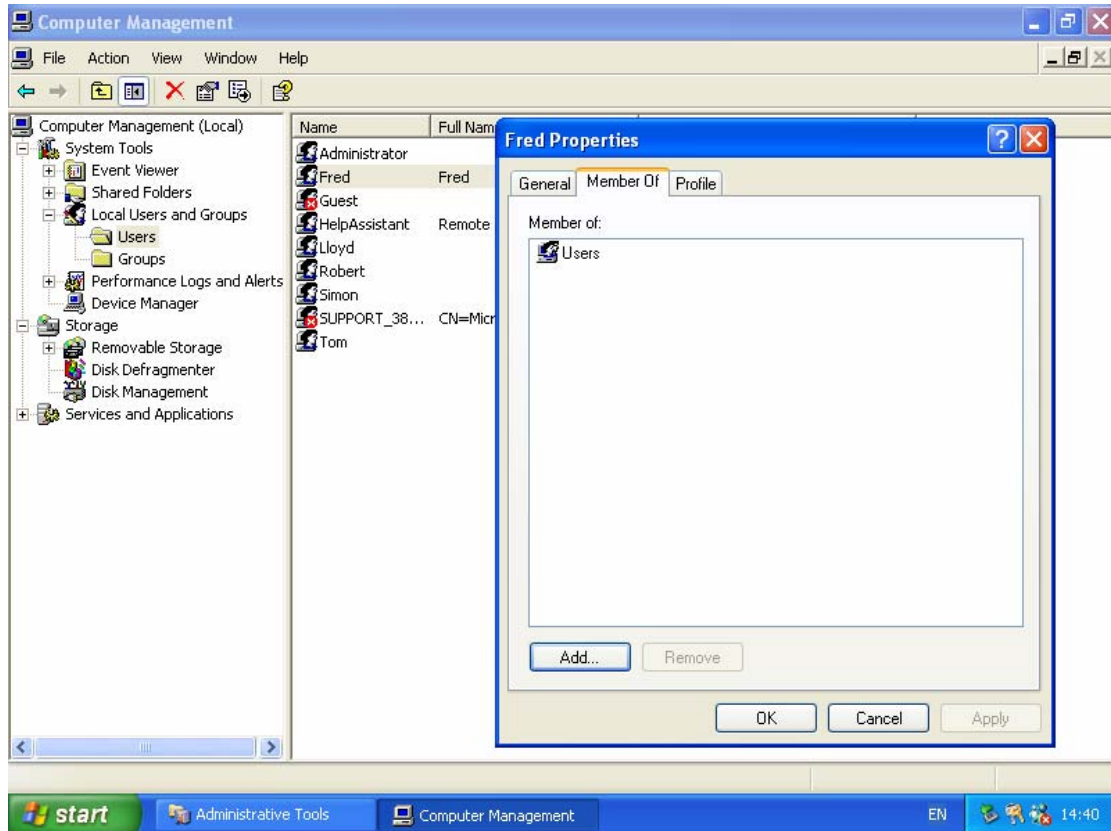 Computer Management
File Action View Window Help
Computer Management (Local)
System Tools
Event Viewer
Shared Folders
Local Users and Groups
Users
Groups
Performance Logs and Alerts
Device Manager
Storage
Removable Storage
Disk Defragmenter
Disk Management
Services and Applications
Name Full Nam
Administrator
Fred Fred
Guest
HelpAssistant Remote
Lloyd
Robert
Simon
SUPPORT_38... CN=Micr
Tom
Fred Properties
General Member Of Profile
Member of:
Users
Add... Remove
OK Cancel Apply
start Administrative Tools Computer Management EN 14:40